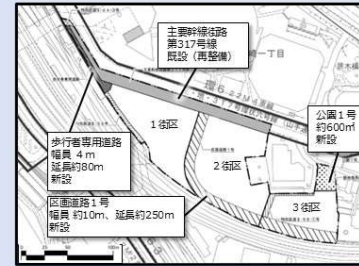 主要幹線街路
第317号線
既設（再整備）
公園１号
約600㎡
新設
１街区
２街区
３街区
歩行者専用道路
幅員 ４ｍ
延長約80m
新設
区画道路１号
幅員 約10m、延長約250m
新設